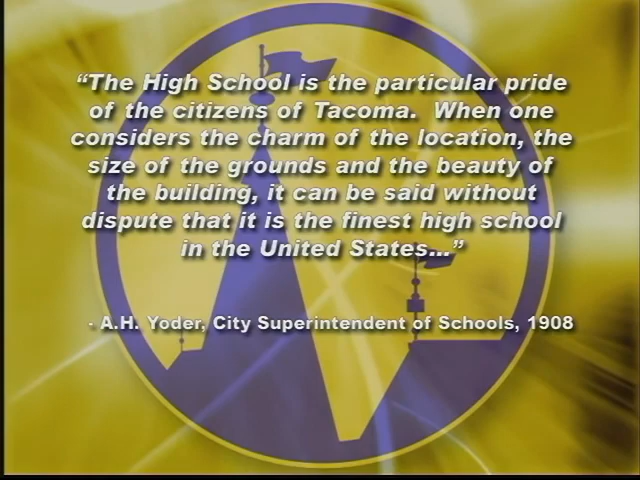 “The High School is the particular pride
of the citizens of Tacoma.  When one
considers the charm of the location, the
size of the grounds and the beauty of
the building, it can be said without
dispute that it is the finest high school
in the United States...”
- A.H. Yoder, City Superintendent of Schools, 1908